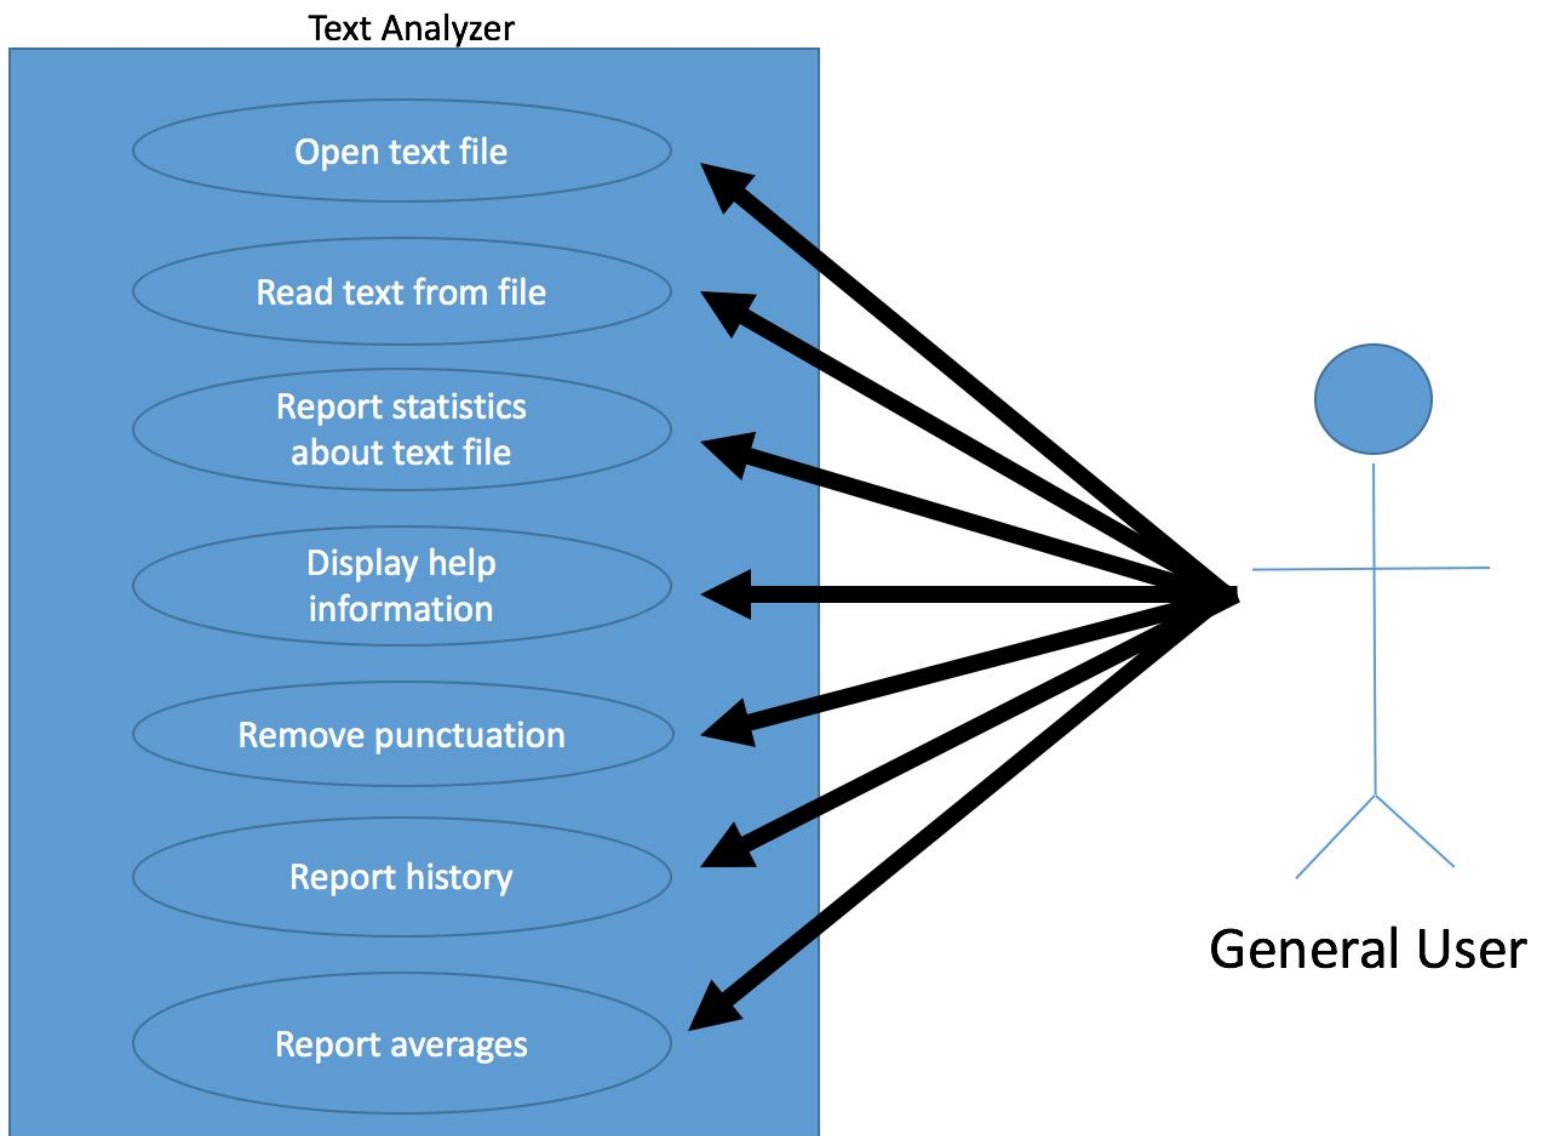 Text Analyzer
Open text file
Read text from file
Report statistics
about text file
Display help
information
Remove punctuation
Report history
Report averages
General User